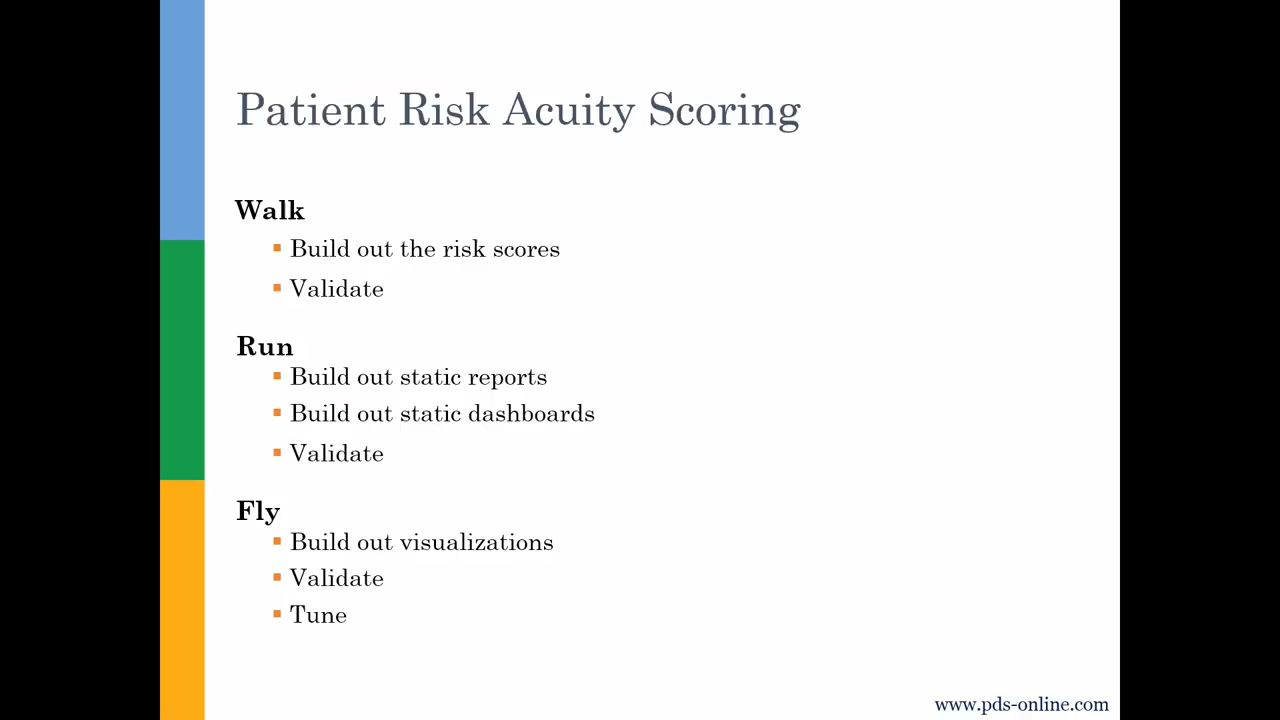 Patient Risk Acuity Scoring
Walk
Build out the risk scores
Validate
Run
Build out static reports
Build out static dashboards
Validate
Fly
Build out visualizations
Validate
Tune
www.pds-online.com